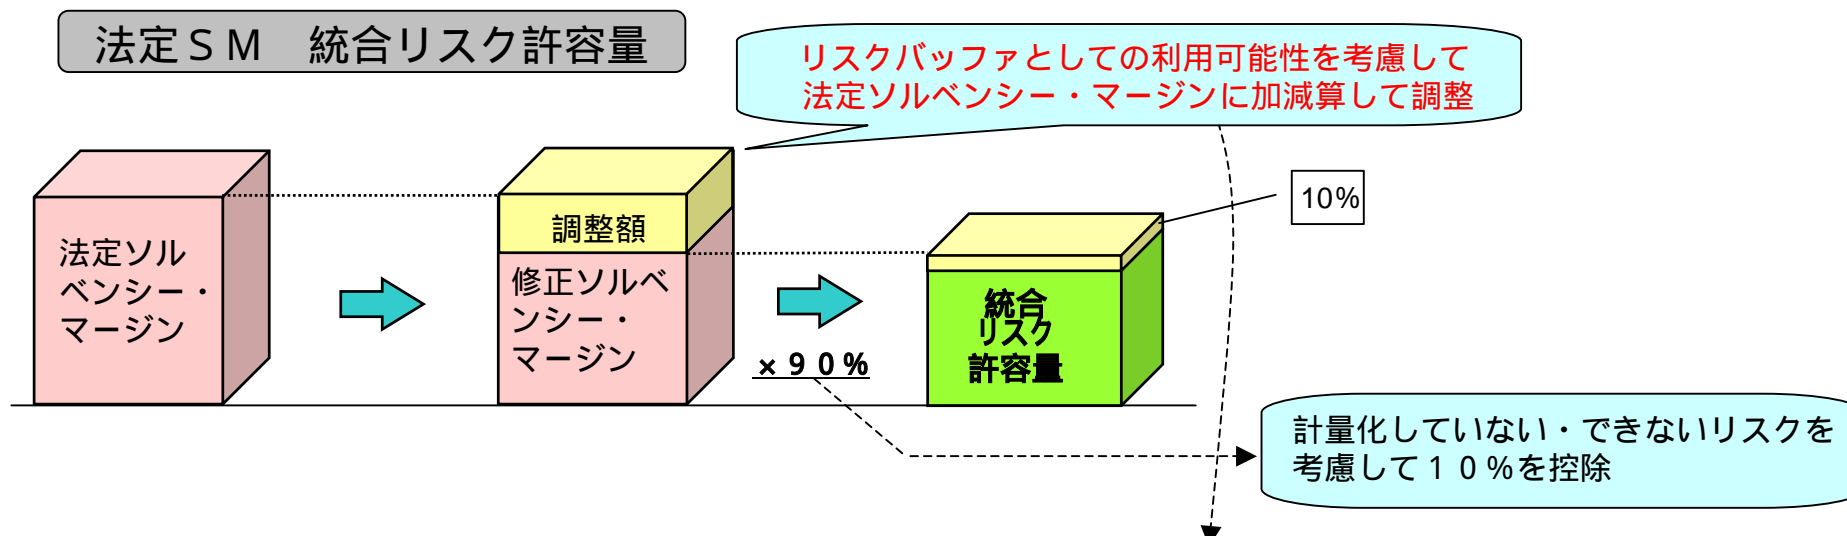 法定ＳＭ　統合リスク許容量
リスクバッファとしての利用可能性を考慮して
法定ソルベンシー・マージンに加減算して調整
10%
法定ソル
ベンシー・
マージン
調整額
修正ソルベ
ンシー・
マージン
×９０%
統合
リスク
許容量
計量化していない・できないリスクを
考慮して１０%を控除